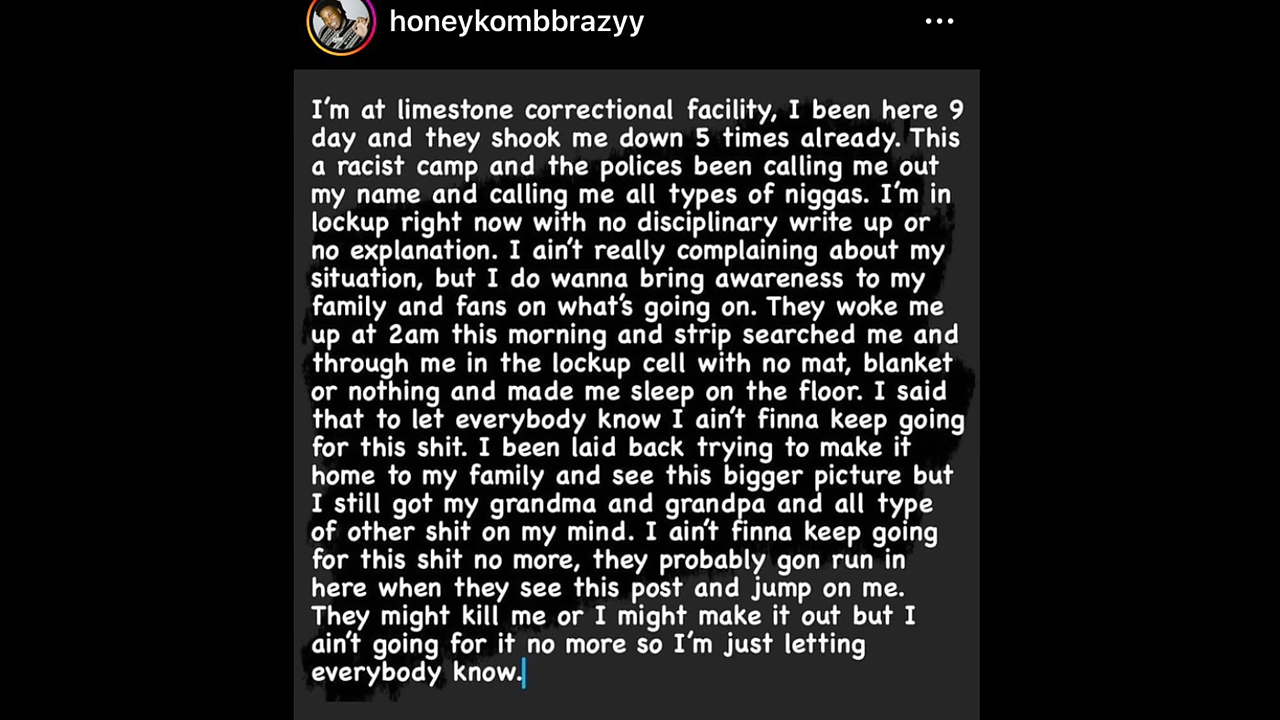 honeykombbrazyy
I'm at limestone correctional facility, I been here 9
day and they shook me down 5 times already. This
a racist camp and the polices been calling me out
my name and calling me all types of niggas. I'm in
lockup right now with no disciplinary write up or
no explanation. I ain't really complaining about my
situation, but I do wanna bring awareness to my
family and fans on what's going on. They woke me
up at 2am this morning and strip searched me and
through me in the lockup cell with no mat, blanket
or nothing and made me sleep on the floor. I said
that to let everybody know I ain't finna keep going
for this shit. I been laid back trying to make it
home to my family and see this bigger picture but
I still got my grandma and grandpa and all type
of other shit on my mind. I ain't finna keep going
for this shit no more, they probably gon run in
here when they see this post and jump on me.
They might kill me or I might make it out but I
ain't going for it no more so I'm just letting
everybody know.